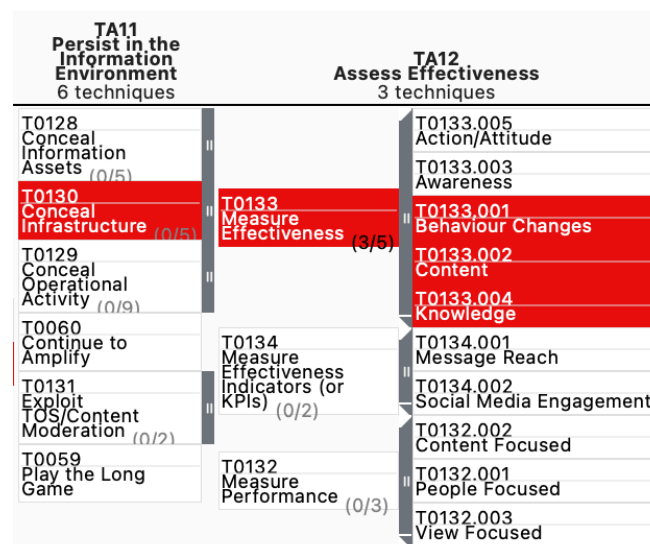 TA11
Persist in the
Information
Environment
6 techniques
T0128
Conceal
Information
Assets (0/5)
T0130
Conceal
Infrastructure (0/5)
T0129
Conceal
Operational
Activity (0/9)
T0060
Continue to
Amplify
T0131
Exploit
TOS/Content
Moderation (0/2)
T0059
Play the Long
Game
TA12
Assess Effectiveness
3 techniques
T0133
Measure
Effectiveness (3/5)
T0133.005
Action/Attitude
T0133.003
Awareness
T0133.001
Behaviour Changes
T0133.002
Content
T0133.004
Knowledge
T0134
Measure
Effectiveness
Indicators (or
KPIs) (0/2)
T0134.001
Message Reach
T0134.002
Social Media Engagement
T0132
Measure
Performance (0/3)
T0132.002
Content Focused
T0132.001
People Focused
T0132.003
View Focused